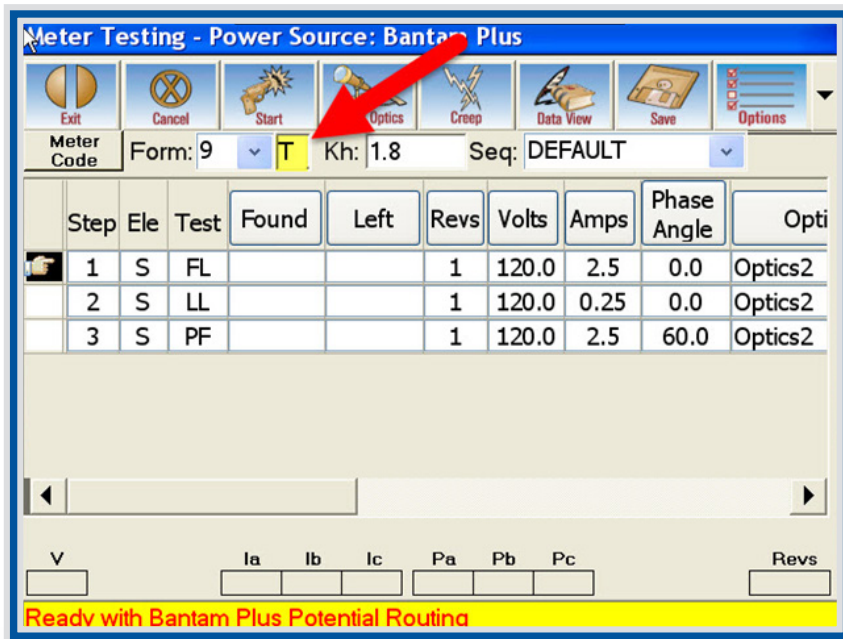 Meter Testing - Power Source: Bantam Plus
Exit Cancel Start Optics Creep Data View Save Options
Meter Code Form: 9 T Kh: 1.8 Seq: DEFAULT
Step Ele Test Found Left Revs Volts Amps Phase Angle Opti
1 S FL 1 120.0 2.5 0.0 Optics2
2 S LL 1 120.0 0.25 0.0 Optics2
3 S PF 1 120.0 2.5 60.0 Optics2
V Ia Ib Ic Pa Pb Pc Revs
Ready with Bantam Plus Potential Routing